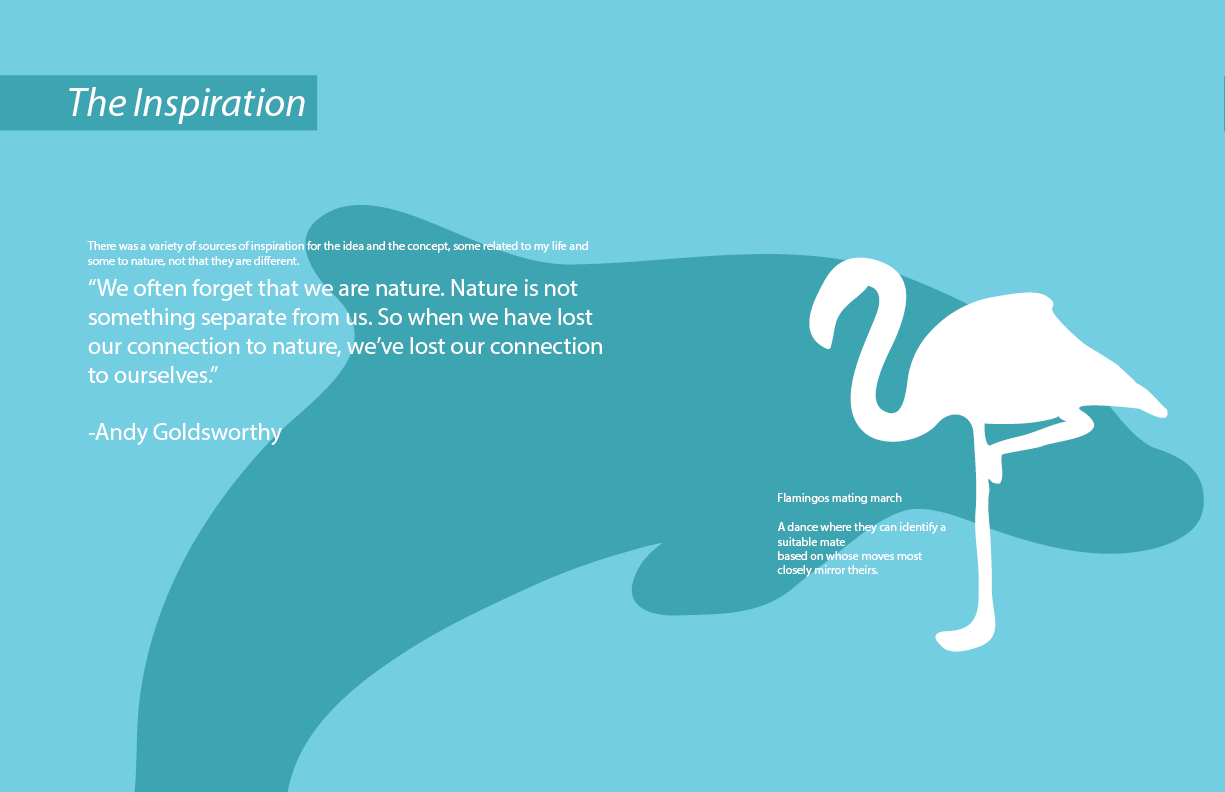 The Inspiration
There was a variety of sources of inspiration for the idea and the concept, some related to my life and
some to nature, not that they are different.
“We often forget that we are nature. Nature is not
something separate from us. So when we have lost
our connection to nature, we’ve lost our connection
to ourselves.”
-Andy Goldsworthy
Flamingos mating march
A dance where they can identify a
suitable mate
based on whose moves most
closely mirror theirs.